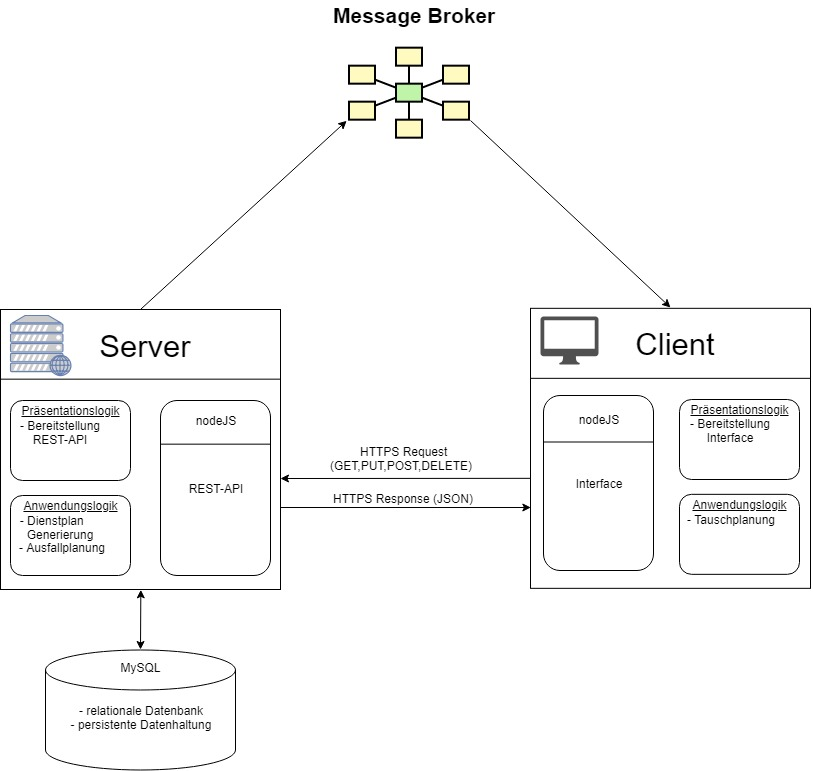 Message Broker
Server
Client
Präsentationslogik
- Bereitstellung
REST-API
nodeJS
REST-API
Anwendungslogik
- Dienstplan
Generierung
- Ausfallplanung
HTTPS Request
(GET,PUT,POST,DELETE)
HTTPS Response (JSON)
nodeJS
Interface
Präsentationslogik
- Bereitstellung
Interface
Anwendungslogik
- Tauschplanung
MySQL
- relationale Datenbank
- persistente Datenhaltung